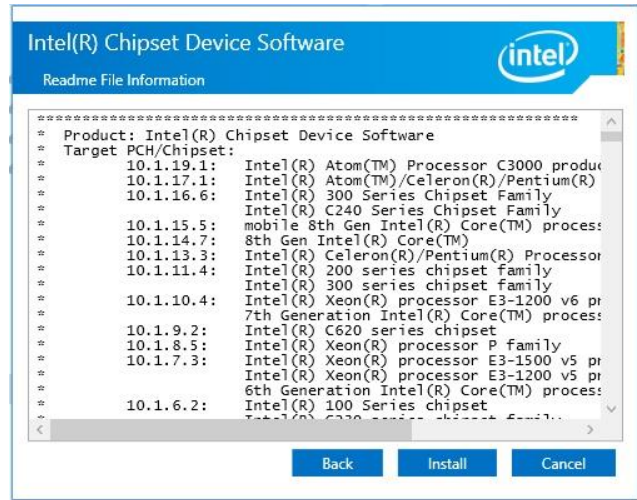 Intel(R) Chipset Device Software
intel
Readme File Information
************************************************************
* Product: Intel(R) Chipset Device Software
* Target PCH/Chipset:
* 10.1.19.1: Intel(R) Atom(TM) Processor C3000 produc
* 10.1.17.1: Intel(R) Atom(TM)/Celeron(R)/Pentium(R)
* 10.1.16.6: Intel(R) 300 Series Chipset Family
* Intel(R) C240 Series Chipset Family
* 10.1.15.5: mobile 8th Gen Intel(R) Core(TM) process
* 10.1.14.7: 8th Gen Intel(R) Core(TM)
* 10.1.13.3: Intel(R) Celeron(R)/Pentium(R) Processor
* 10.1.11.4: Intel(R) 200 series chipset family
* Intel(R) 300 series chipset family
* 10.1.10.4: Intel(R) Xeon(R) processor E3-1200 v6 pr
* 7th Generation Intel(R) Core(TM) process
* 10.1.9.2: Intel(R) C620 series chipset
* 10.1.8.5: Intel(R) Xeon(R) processor P family
* 10.1.7.3: Intel(R) Xeon(R) processor E3-1500 v5 pr
* Intel(R) Xeon(R) processor E3-1200 v5 pr
* 6th Generation Intel(R) Core(TM) process
* 10.1.6.2: Intel(R) 100 Series chipset
Back
Install
Cancel